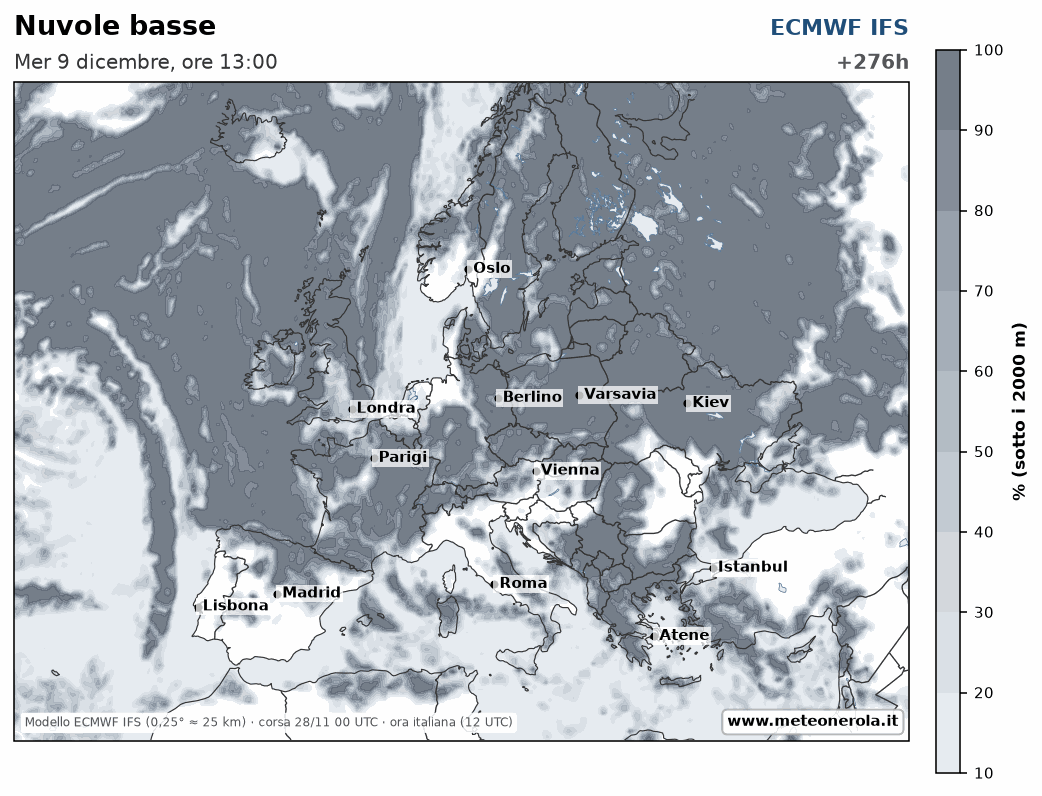 Nuvole basse
ECMWF IFS
Mer 9 dicembre, ore 13:00
+276h
Oslo
Londra
Berlino
Varsavia
Kiev
Parigi
Vienna
Istanbul
Roma
Madrid
Lisbona
Atene
Modello ECMWF IFS (0,25° ≈ 25 km) · corsa 28/11 00 UTC · ora italiana (12 UTC)
www.meteonerola.it
100
90
80
70
60
50
40
30
20
10
% (sotto i 2000 m)